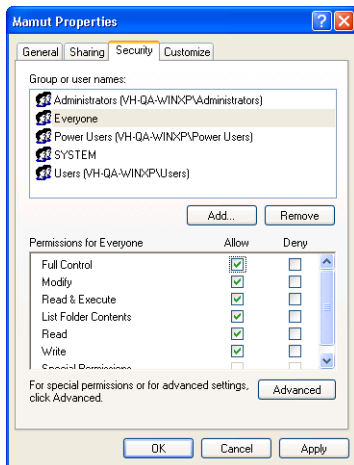 Mamut Properties
General Sharing Security Customize
Group or user names:
Administrators (VH-QA-WINXP\Administrators)
Everyone
Power Users (VH-QA-WINXP\Power Users)
SYSTEM
Users (VH-QA-WINXP\Users)
Add... Remove
Permissions for Everyone Allow Deny
Full Control
Modify
Read & Execute
List Folder Contents
Read
Write
Special Permissions
For special permissions or for advanced settings,
click Advanced.
Advanced
OK Cancel Apply